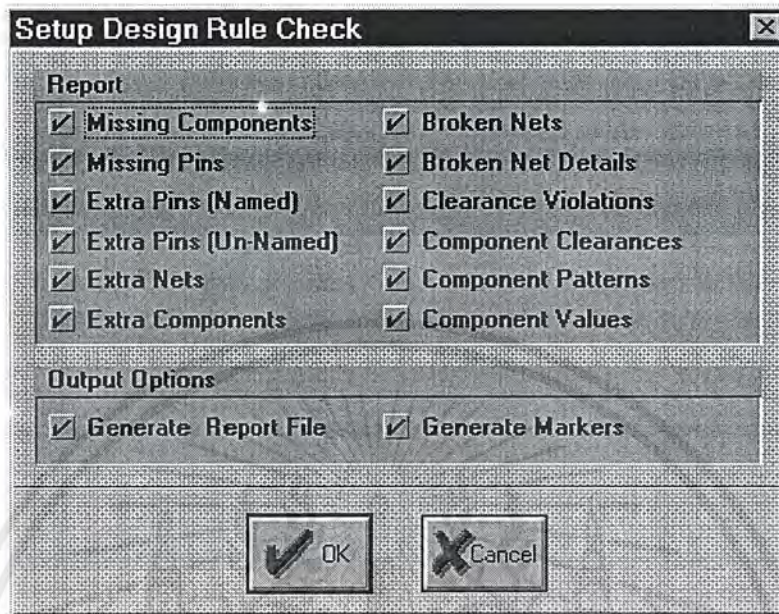 Setup Design Rule Check
Report
Missing Components
Missing Pins
Extra Pins (Named)
Extra Pins (Un-Named)
Extra Nets
Extra Components
Broken Nets
Broken Net Details
Clearance Violations
Component Clearances
Component Patterns
Component Values
Output Options
Generate Report File
Generate Markers
OK
Cancel